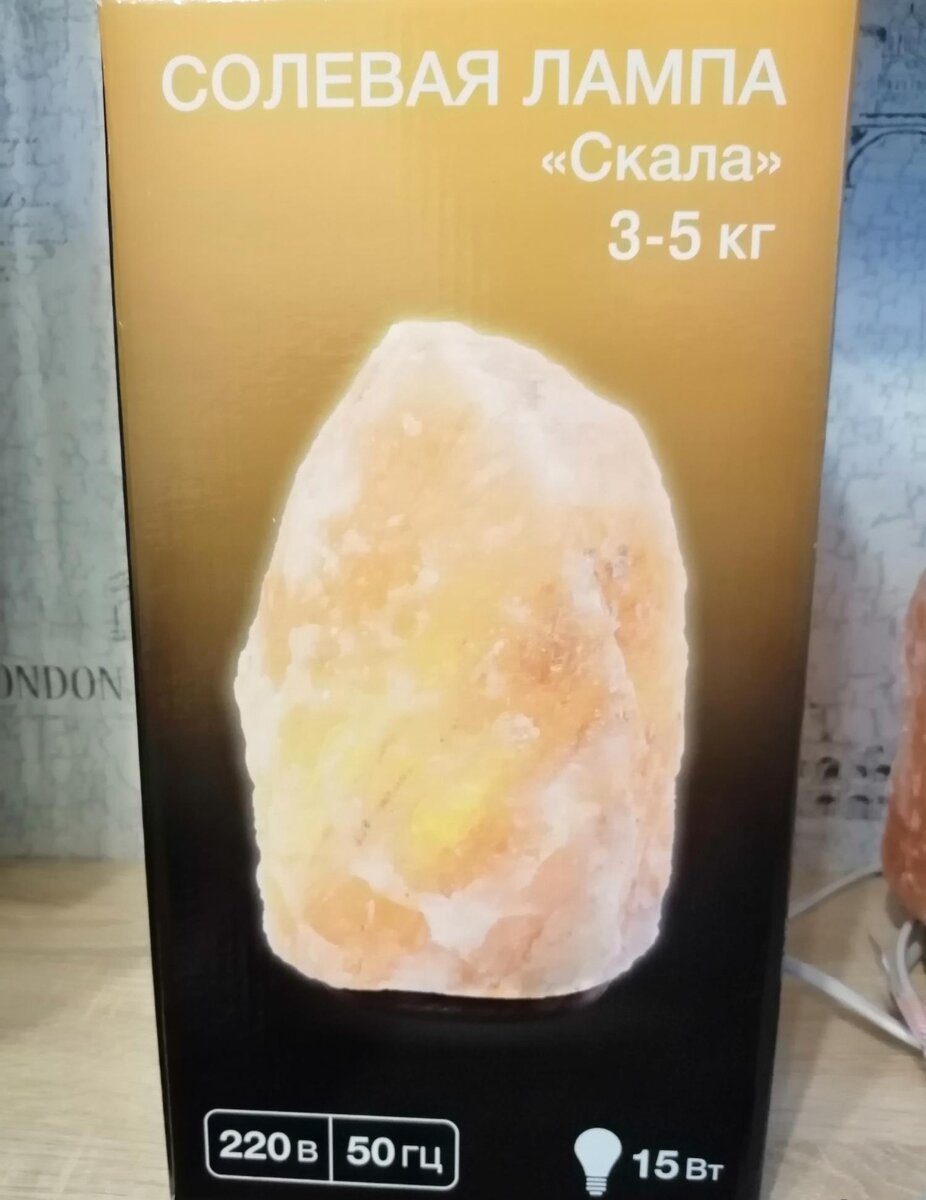 СОЛЕВАЯ ЛАМПА
«Скала»
3-5 кг
ONDON
220 В 50 ГЦ
15 Вт